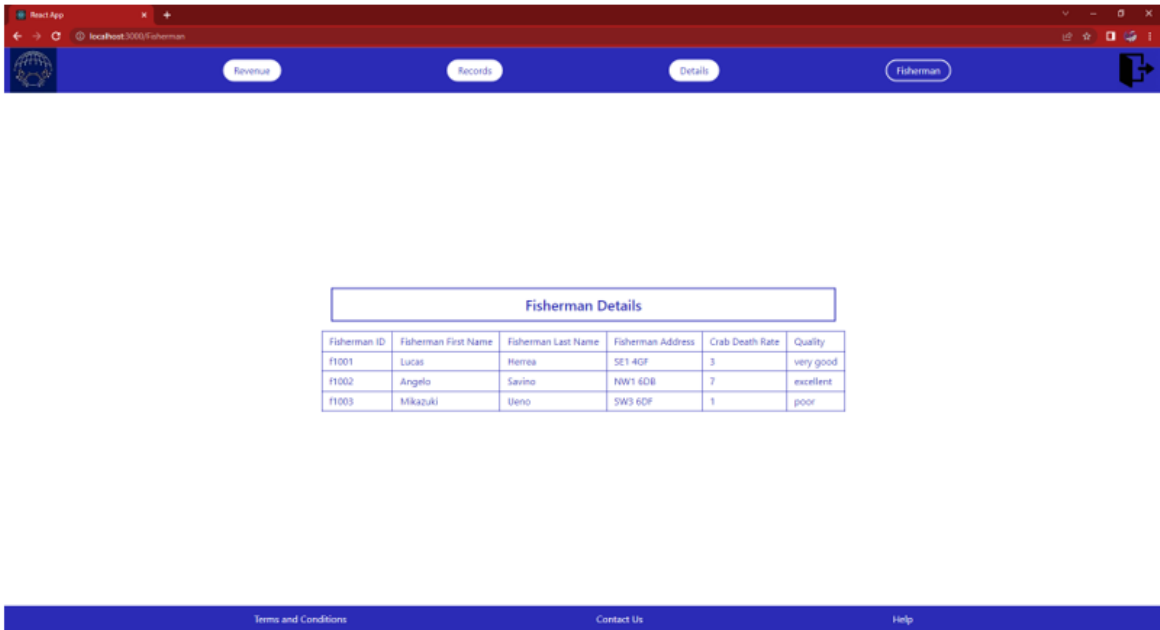 React App
localhost:3000/Fisherman
Revenue Records Details Fisherman
Fisherman Details
Fisherman ID Fisherman First Name Fisherman Last Name Fisherman Address Crab Death Rate Quality
f1001 Lucas Herrea SE1 4GF 3 very good
f1002 Angelo Savino NW1 6DB 7 excellent
f1003 Mikazuki Ueno SW3 6DF 1 poor
Terms and Conditions Contact Us Help